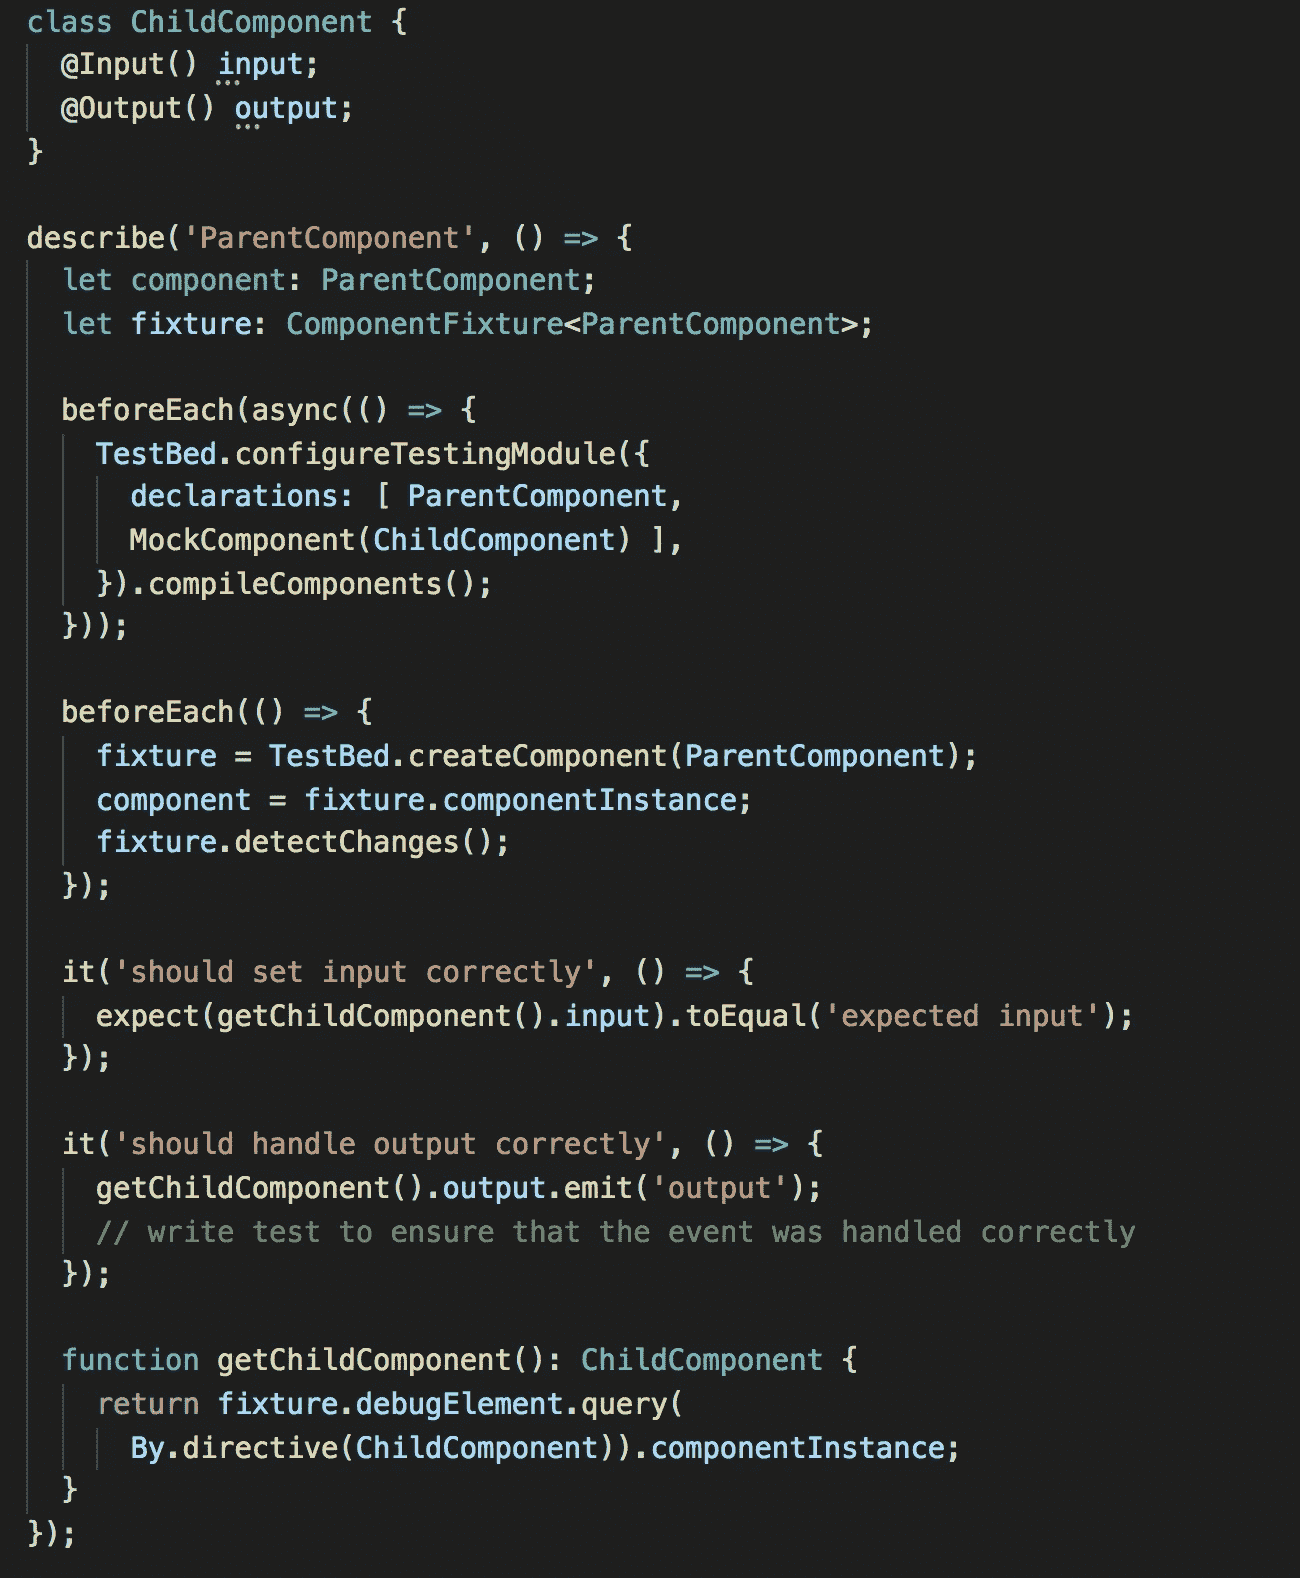 class ChildComponent {
  @Input() input;
  @Output() output;
}

describe('ParentComponent', () => {
  let component: ParentComponent;
  let fixture: ComponentFixture<ParentComponent>;

  beforeEach(async(() => {
    TestBed.configureTestingModule({
      declarations: [ ParentComponent,
      MockComponent(ChildComponent) ],
    }).compileComponents();
  }));

  beforeEach(() => {
    fixture = TestBed.createComponent(ParentComponent);
    component = fixture.componentInstance;
    fixture.detectChanges();
  });

  it('should set input correctly', () => {
    expect(getChildComponent().input).toEqual('expected input');
  });

  it('should handle output correctly', () => {
    getChildComponent().output.emit('output');
    // write test to ensure that the event was handled correctly
  });

  function getChildComponent(): ChildComponent {
    return fixture.debugElement.query(
      By.directive(ChildComponent)).componentInstance;
  }
});